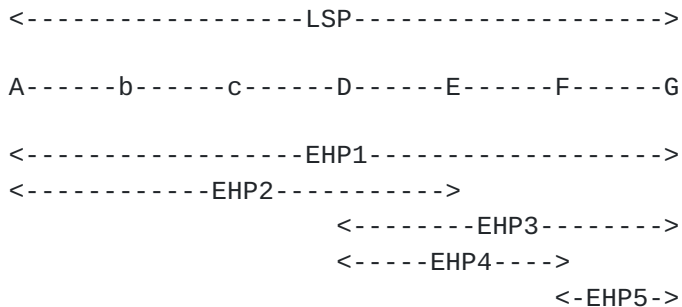 <------------------LSP-------------------->
A------b------c------D------E------F------G
<------------------EHP1------------------->
<------------EHP2----------->
<--------EHP3-------->
<-----EHP4---->
<-EHP5->